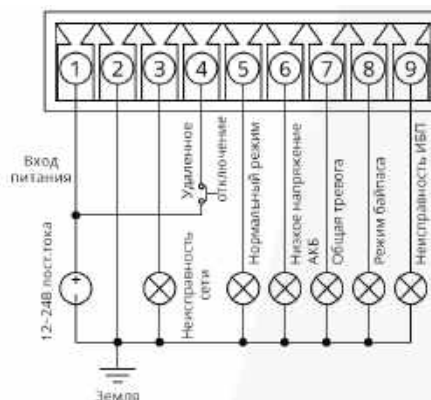 1 2 3 4 5 6 7 8 9
Вход
питания
Удаленное
отключение
12-24В пост.тока
Неисправность
сети
Нормальный режим
Низкое напряжение
АКБ
Общая тревога
Режим байпаса
Неисправность ИБП
+
−
Земля